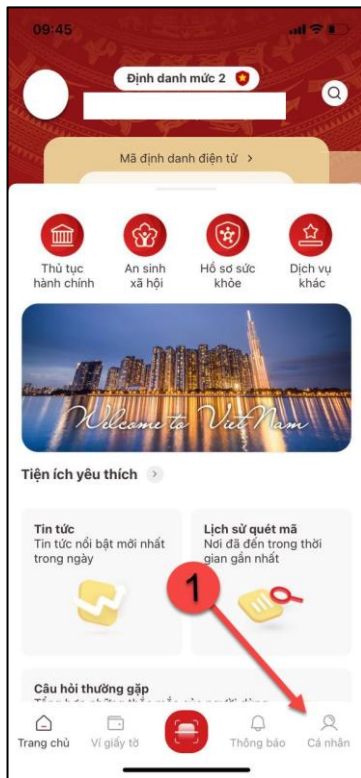 09:45
Định danh mức 2
Mã định danh điện tử >
Thủ tục
hành chính
An sinh
xã hội
Hồ sơ sức
khỏe
Dịch vụ
khác
Welcome to Việt Nam
Tiện ích yêu thích >
Tin tức
Tin tức nổi bật mới nhất
trong ngày
Lịch sử quét mã
Nơi đã đến trong thời
gian gần nhất
1
Câu hỏi thường gặp
Trang chủ
Ví giấy tờ
Thông báo
Cá nhân